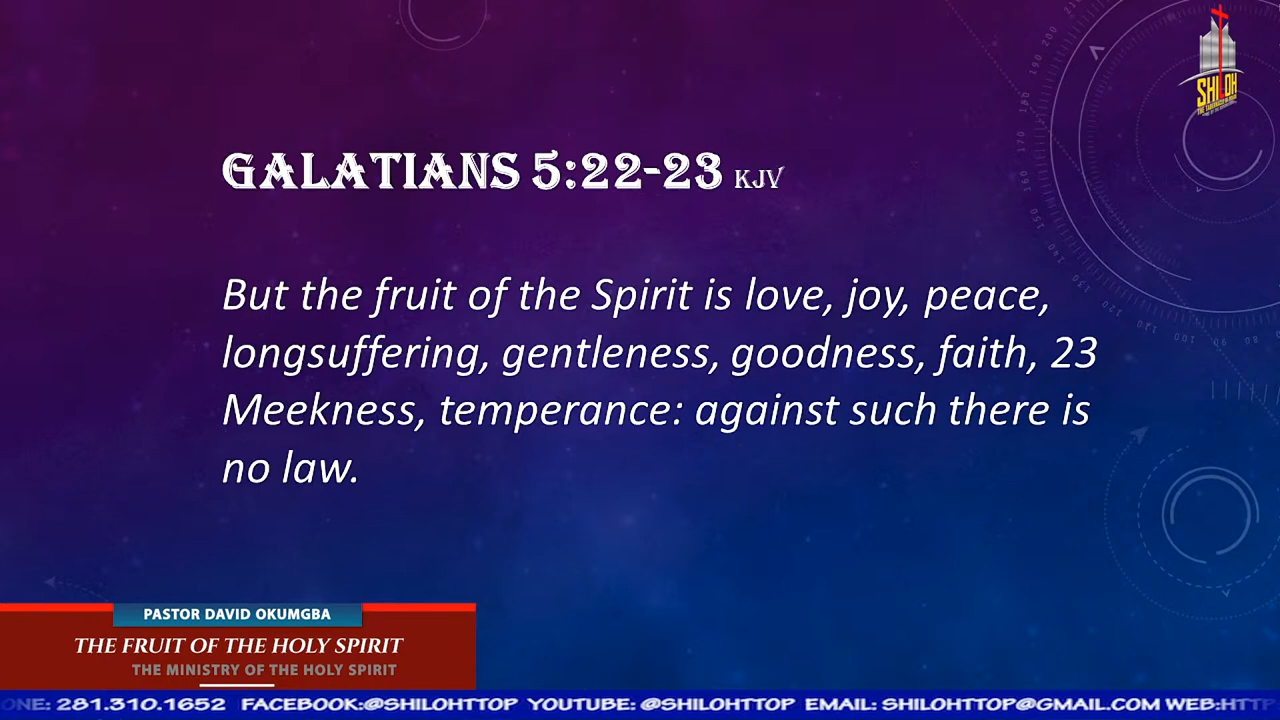 SHILOH
GALATIANS 5:22-23 KJV
But the fruit of the Spirit is love, joy, peace,
longsuffering, gentleness, goodness, faith, 23
Meekness, temperance: against such there is
no law.
PASTOR DAVID OKUMGBA
THE FRUIT OF THE HOLY SPIRIT
THE MINISTRY OF THE HOLY SPIRIT
ONE: 281.310.1652 FACEBOOK:@SHILOHTTOP YOUTUBE: @SHILOHTTOP EMAIL: SHILOHTTOP@GMAIL.COM WEB:HTTP